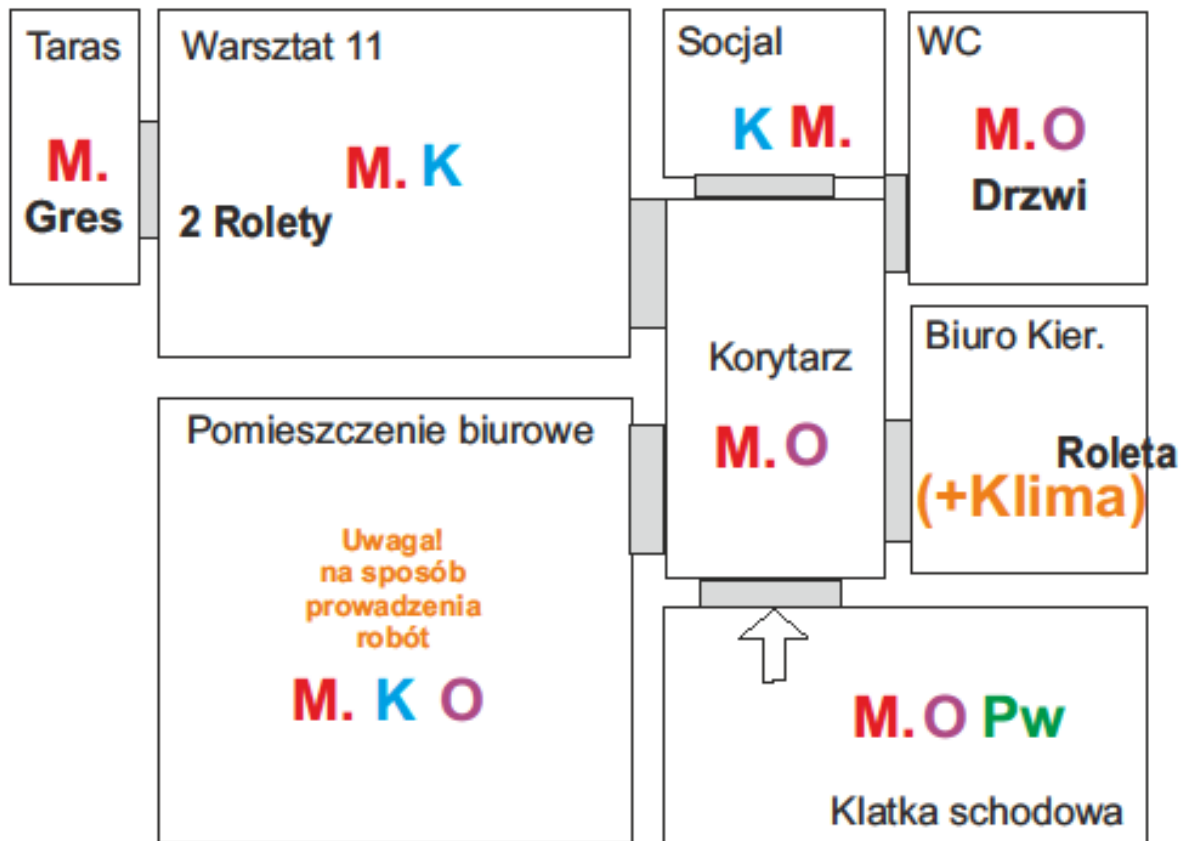 Taras
M.
Gres
Warsztat 11
M. K
2 Rolety
Socjal
K M.
WC
M.O
Drzwi
Korytarz
M.O
Biuro Kier.
Roleta
(+Klima)
Pomieszczenie biurowe
Uwaga!
na sposób
prowadzenia
robót
M. K O
M.O Pw
Klatka schodowa